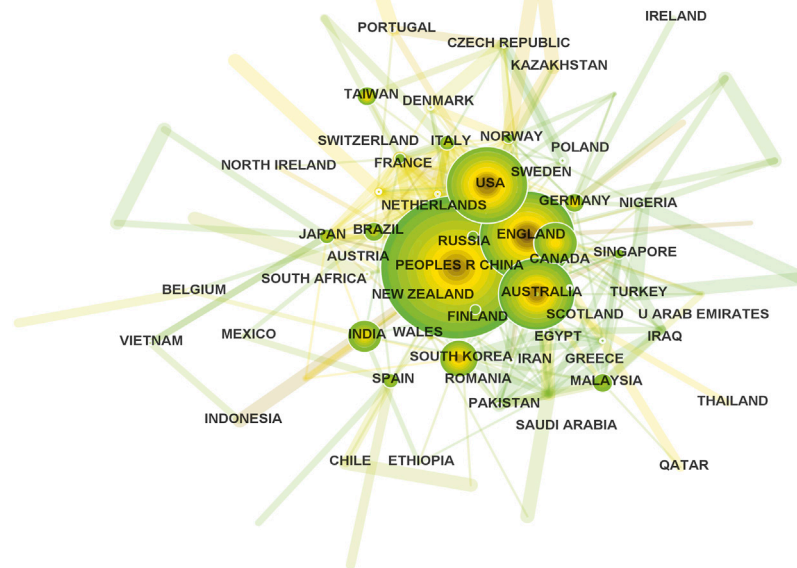 IRELAND
PORTUGAL
CZECH REPUBLIC
KAZAKHSTAN
TAIWAN
DENMARK
SWITZERLAND
ITALY
NORWAY
POLAND
NORTH IRELAND
FRANCE
SWEDEN
USA
NETHERLANDS
GERMANY
NIGERIA
JAPAN
BRAZIL
RUSSIA
ENGLAND
AUSTRIA
CANADA
SINGAPORE
SOUTH AFRICA
PEOPLES R CHINA
BELGIUM
NEW ZEALAND
AUSTRALIA
TURKEY
FINLAND
SCOTLAND
U ARAB EMIRATES
VIETNAM
MEXICO
INDIA
WALES
EGYPT
IRAQ
SOUTH KOREA
IRAN
GREECE
SPAIN
ROMANIA
MALAYSIA
PAKISTAN
THAILAND
INDONESIA
SAUDI ARABIA
CHILE
ETHIOPIA
QATAR